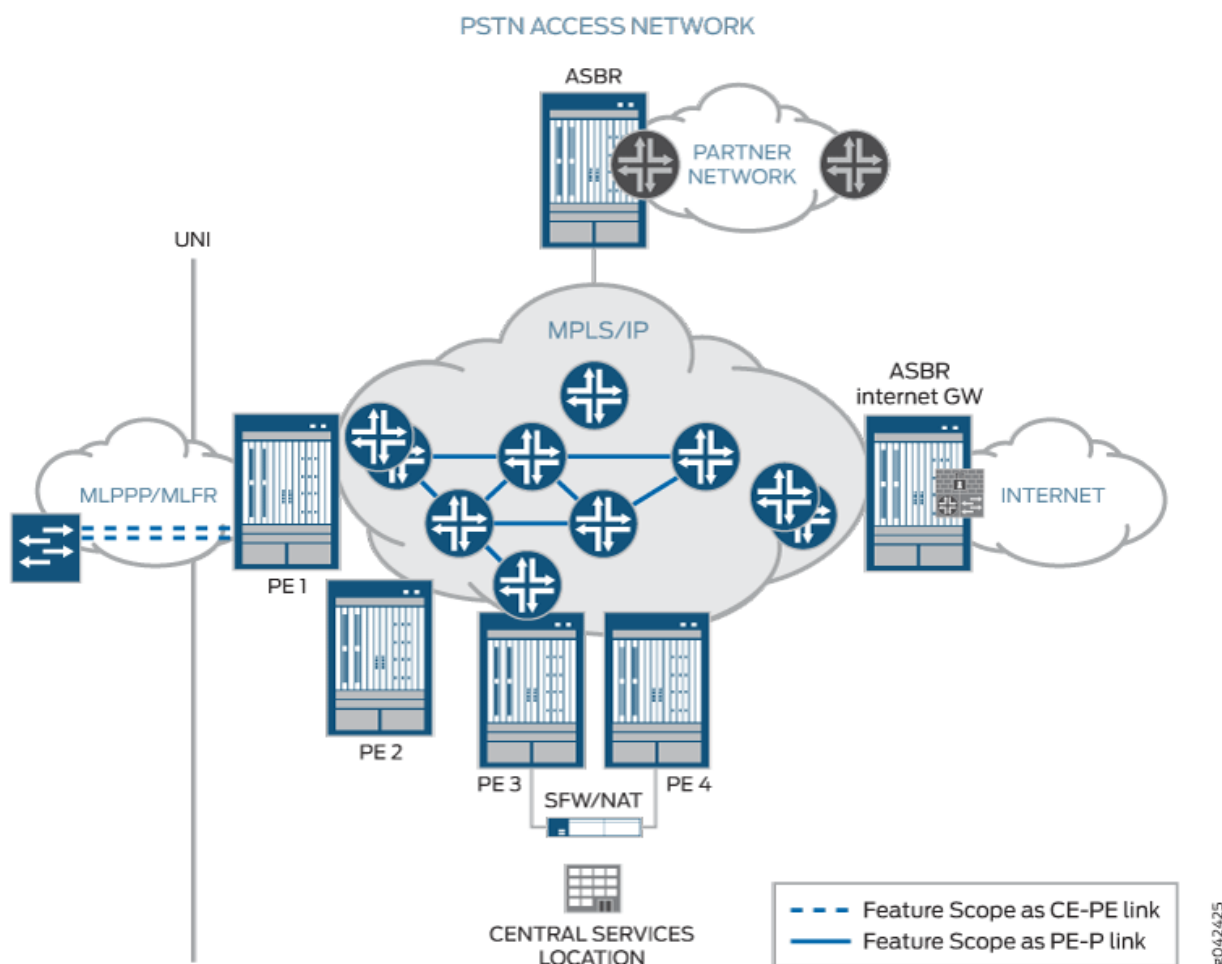 PSTN ACCESS NETWORK
ASBR
PARTNER
NETWORK
UNI
MPLS/IP
ASBR
internet GW
MLPPP/MLFR
INTERNET
PE 1
PE 2
PE 3
PE 4
SFW/NAT
CENTRAL SERVICES
LOCATION
Feature Scope as CE-PE link
Feature Scope as PE-P link
g042425